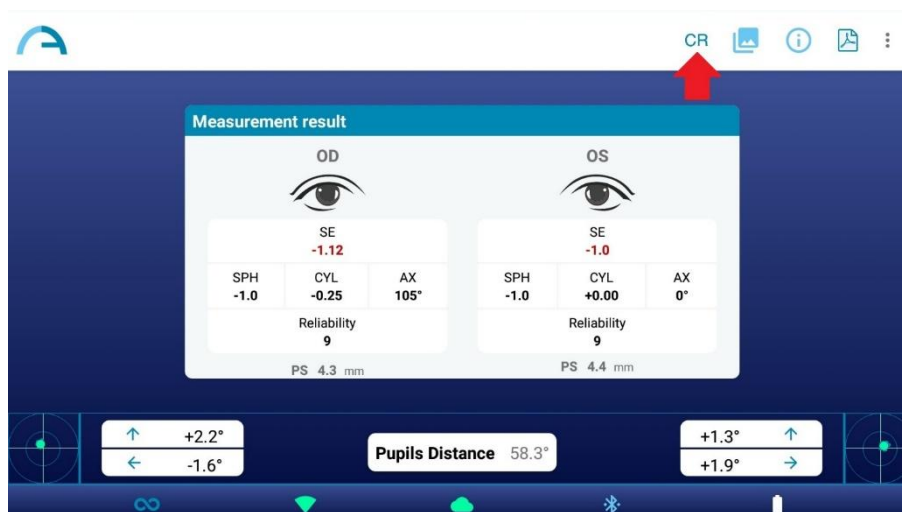 CR
Measurement result
OD
OS
SE
-1.12
SE
-1.0
SPH CYL AX
-1.0 -0.25 105°
SPH CYL AX
-1.0 +0.00 0°
Reliability
9
Reliability
9
PS 4.3 mm
PS 4.4 mm
+2.2°
-1.6°
Pupils Distance 58.3°
+1.3°
+1.9°